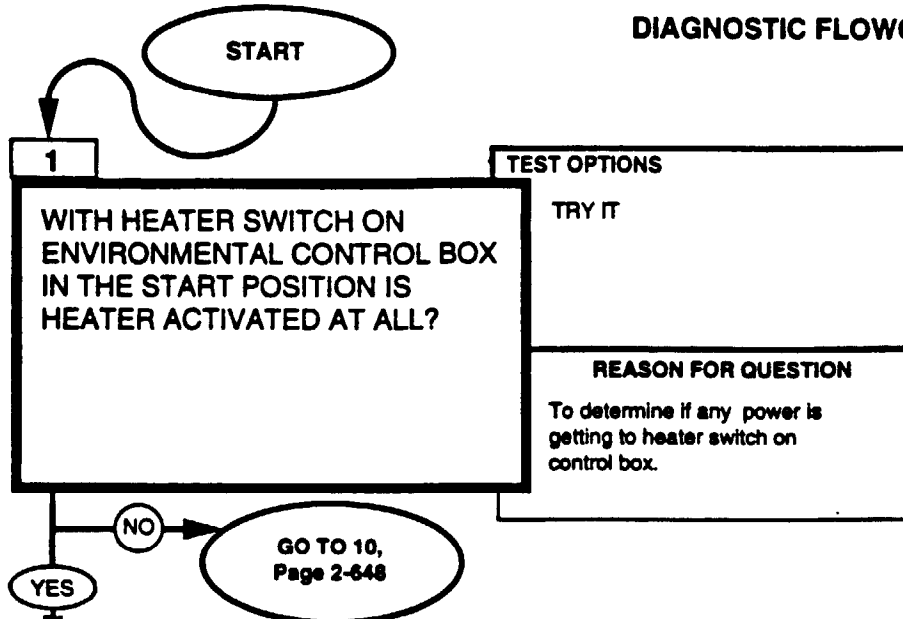 DIAGNOSTIC FLOW
START
1
WITH HEATER SWITCH ON
ENVIRONMENTAL CONTROL BOX
IN THE START POSITION IS
HEATER ACTIVATED AT ALL?
TEST OPTIONS
TRY IT
REASON FOR QUESTION
To determine if any power is
getting to heater switch on
control box.
NO
GO TO 10,
Page 2-648
YES